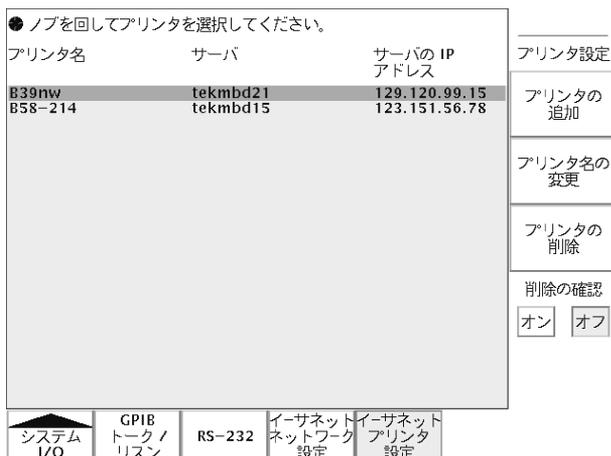 ノブを回してプリンタを選択してください。
プリンタ名 サーバ サーバの IP
アドレス
B39nw tekmbd21 129.120.99.15
B58-214 tekmbd15 123.151.56.78
プリンタ設定
プリンタの
追加
プリンタ名の
変更
プリンタの
削除
削除の確認
オン オフ
システム
I/O
GPIB
トーク /
リスン
RS-232
イーサネット
ネットワーク
設定
イーサネット
プリンタ
設定